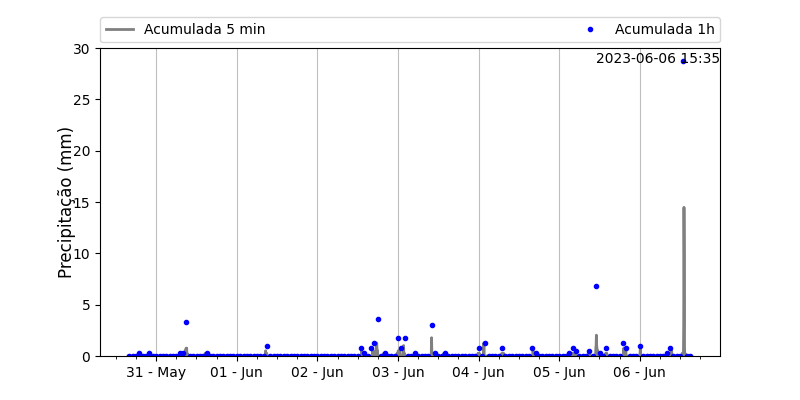 Acumulada 5 min Acumulada 1h
2023-06-06 15:35
Precipitação (mm)
30
25
20
15
10
5
0
31 - May 01 - Jun 02 - Jun 03 - Jun 04 - Jun 05 - Jun 06 - Jun